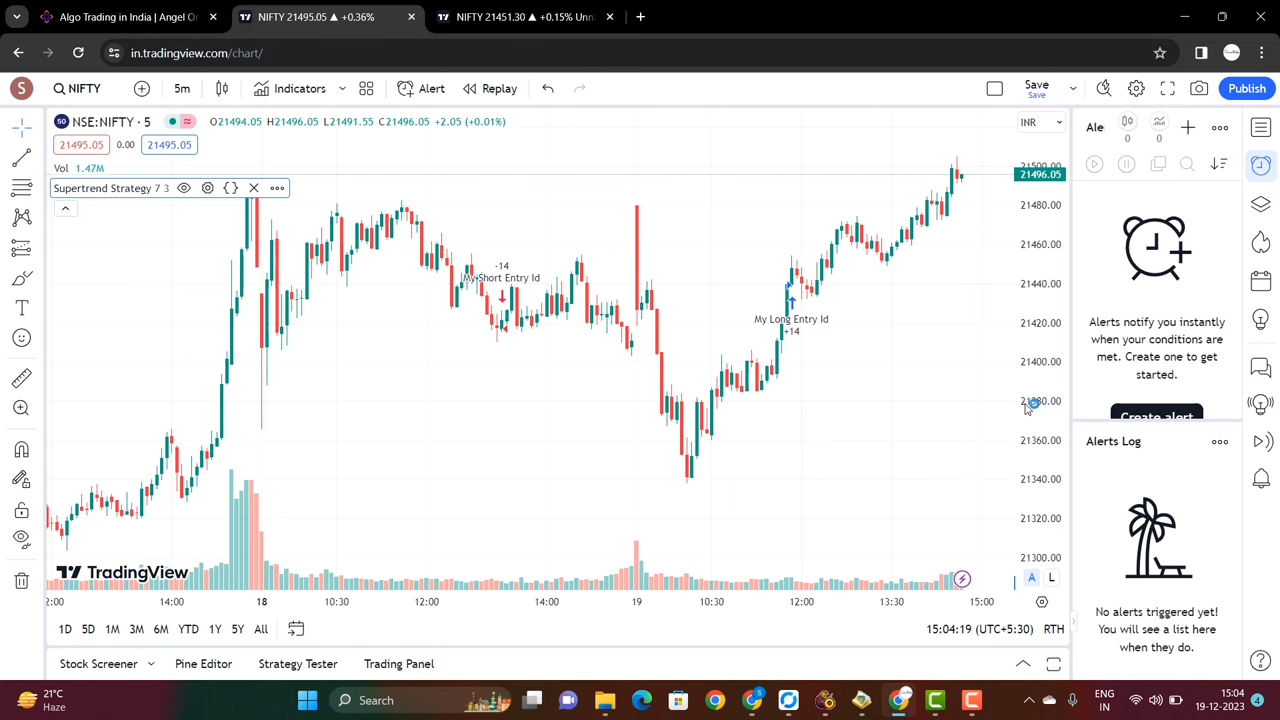 Algo Trading in India | Angel Or
NIFTY 21495.05 ▲ +0.36%
NIFTY 21451.30 ▲ +0.15% Unn
in.tradingview.com/chart/
S
NIFTY
5m
Indicators
Alert
Replay
Save
Save
Publish
50 NSE:NIFTY · 5
O21494.05 H21496.05 L21491.55 C21496.05 +2.05 (+0.01%)
INR
21495.05
0.00
21495.05
Vol 1.47M
Supertrend Strategy 7 3
-14
My Short Entry Id
My Long Entry Id
+14
21500.00
21496.05
21480.00
21460.00
21440.00
21420.00
21400.00
21380.00
21360.00
21340.00
21320.00
21300.00
TradingView
A
L
2:00
14:00
18
10:30
12:00
14:00
19
10:30
12:00
13:30
15:00
1D
5D
1M
3M
6M
YTD
1Y
5Y
All
15:04:19 (UTC+5:30)
RTH
Stock Screener
Pine Editor
Strategy Tester
Trading Panel
Ale
0
0
Alerts notify you instantly
when your conditions are
met. Create one to get
started.
Create alert
Alerts Log
No alerts triggered yet!
You will see a list here
when they do.
21°C
Haze
Search
ENG
IN
15:04
19-12-2023
4